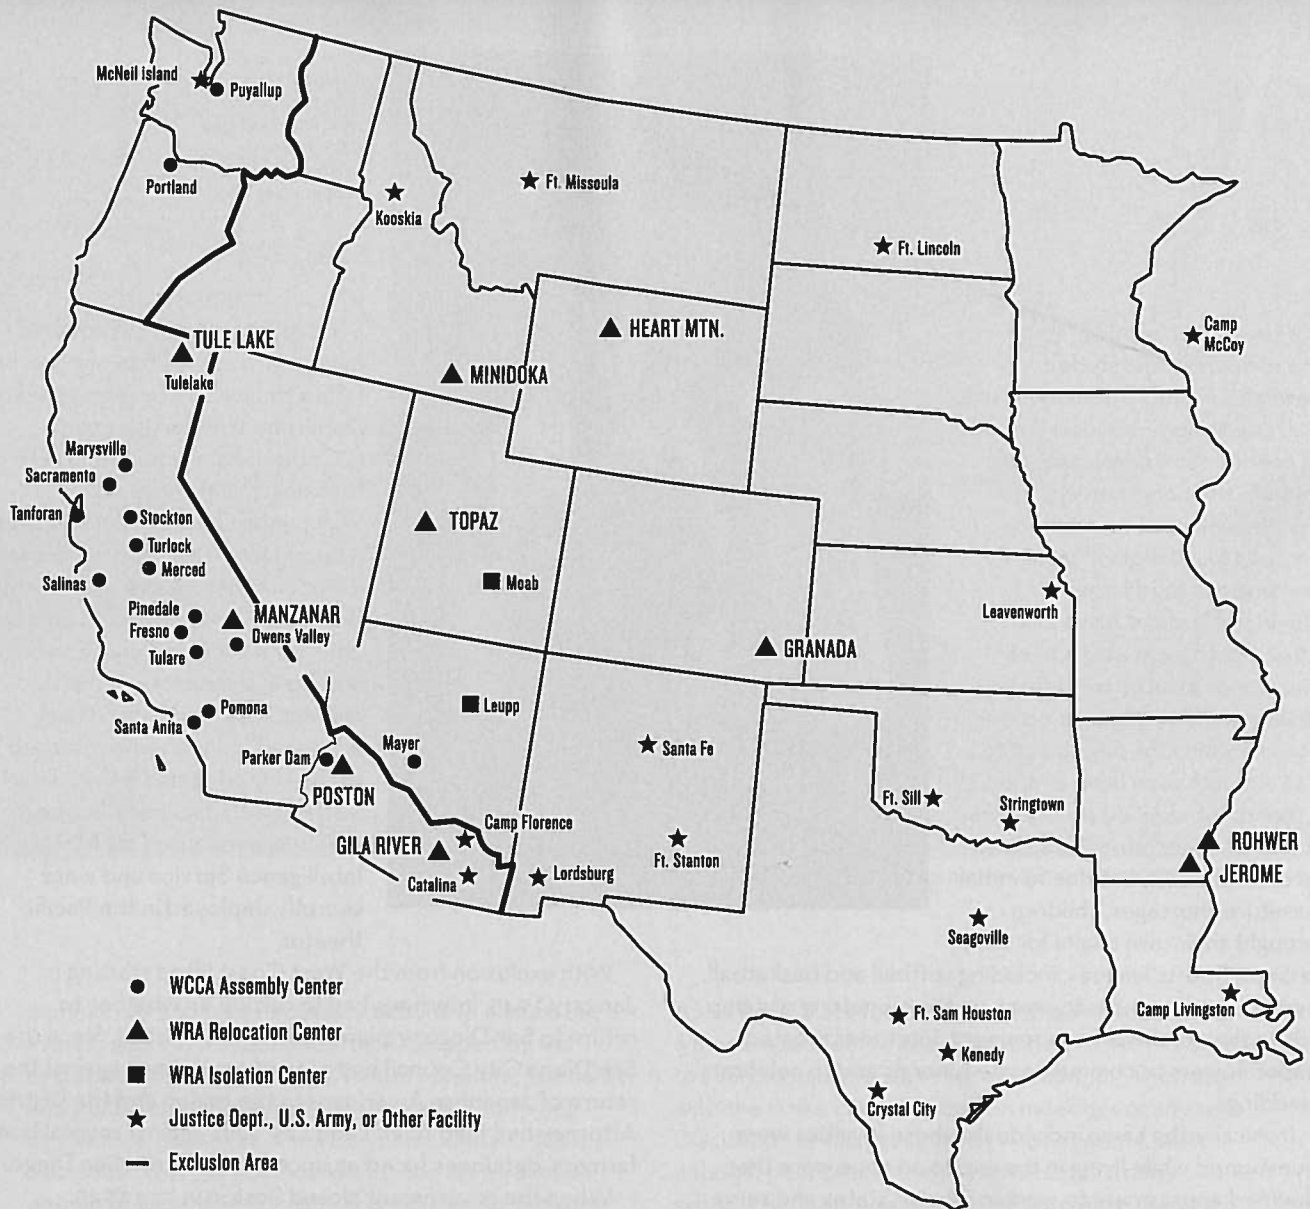 McNeil island
Puyallup
Portland
Kooskia
Ft. Missoula
Ft. Lincoln
Camp
McCoy
TULE LAKE
Tulelake
HEART MTN.
MINIDOKA
Marysville
Sacramento
Tanforan
Stockton
Turlock
Merced
Salinas
TOPAZ
Moab
Leavenworth
Pinedale
Fresno
Tulare
MANZANAR
Owens Valley
GRANADA
Santa Anita
Pomona
Leupp
Parker Dam
POSTON
Mayer
Santa Fe
Ft. Sill
Stringtown
GILA RIVER
Camp Florence
Catalina
Lordsburg
Ft. Stanton
ROHWER
JEROME
Seagoville
Camp Livingston
Ft. Sam Houston
Kenedy
Crystal City
WCCA Assembly Center
WRA Relocation Center
WRA Isolation Center
Justice Dept., U.S. Army, or Other Facility
Exclusion Area